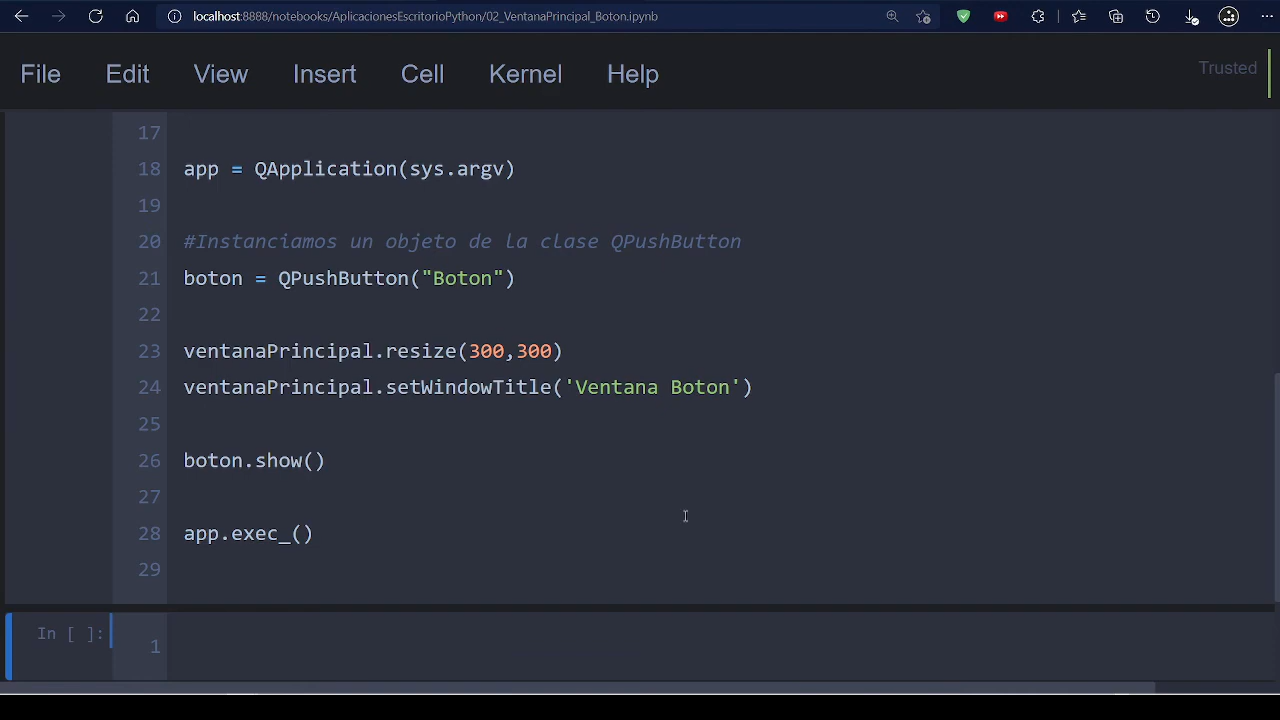 localhost:8888/notebooks/AplicacionesEscritorioPython/02_VentanaPrincipal_Boton.ipynb
File Edit View Insert Cell Kernel Help Trusted
17
18 app = QApplication(sys.argv)
19
20 #Instanciamos un objeto de la clase QPushButton
21 boton = QPushButton("Boton")
22
23 ventanaPrincipal.resize(300,300)
24 ventanaPrincipal.setWindowTitle('Ventana Boton')
25
26 boton.show()
27
28 app.exec_()
29
In [ ]: 1